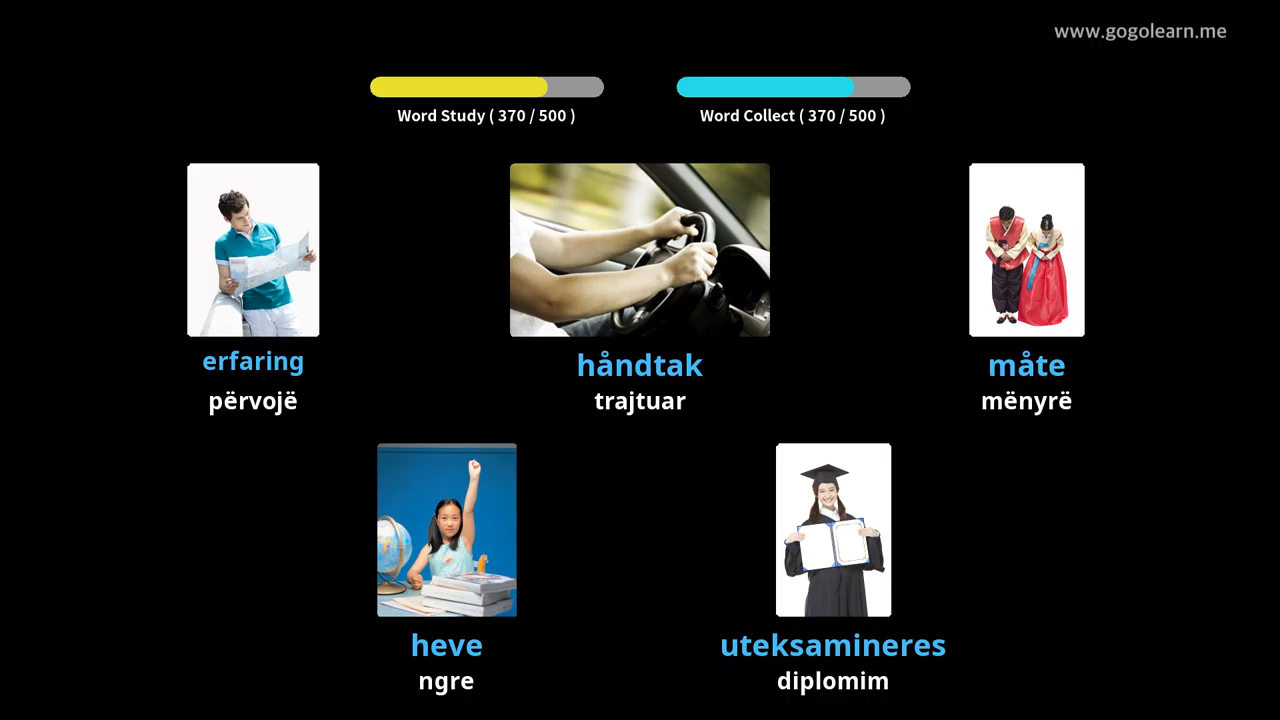 www.gogolearn.me
Word Study ( 370 / 500 )
Word Collect ( 370 / 500 )
erfaring
përvojë
håndtak
trajtuar
måte
mënyrë
heve
ngre
uteksamineres
diplomim